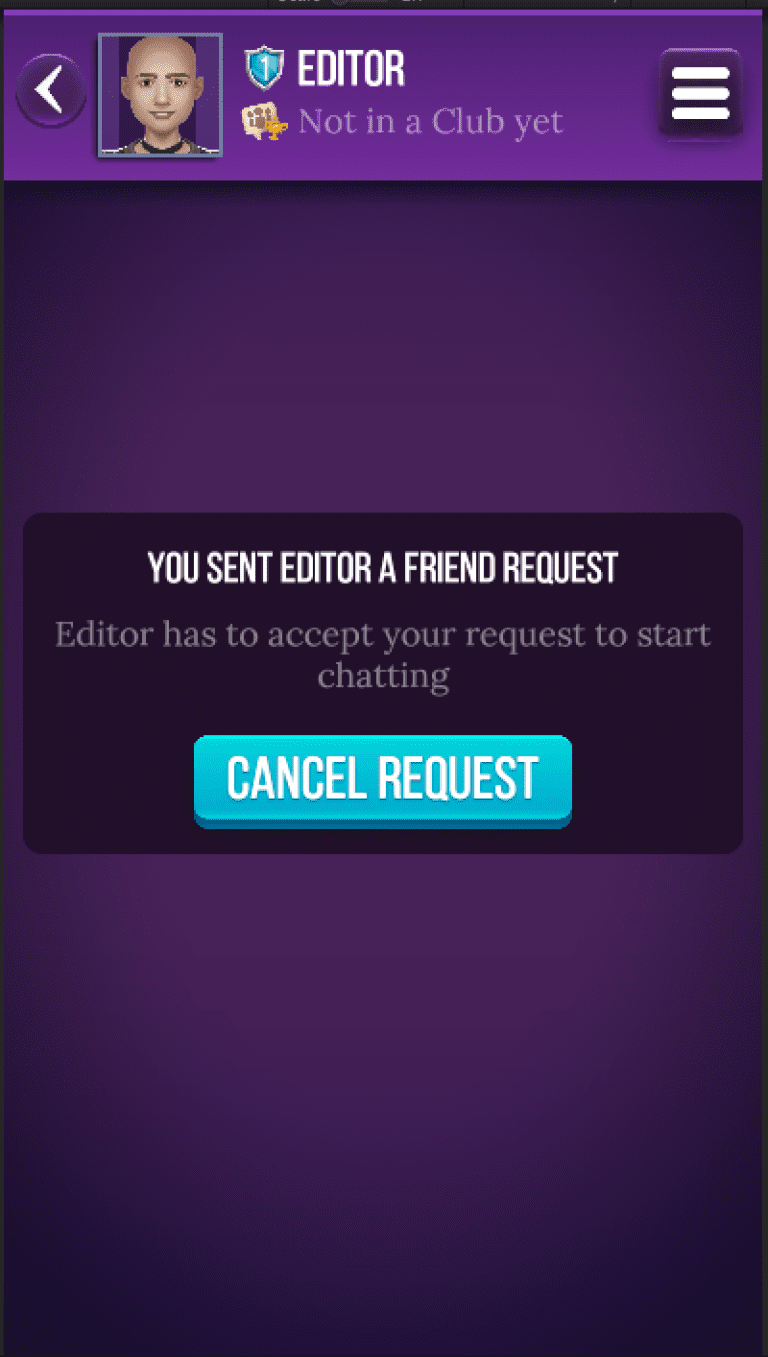 1
EDITOR
Not in a Club yet
YOU SENT EDITOR A FRIEND REQUEST
Editor has to accept your request to start
chatting
CANCEL REQUEST